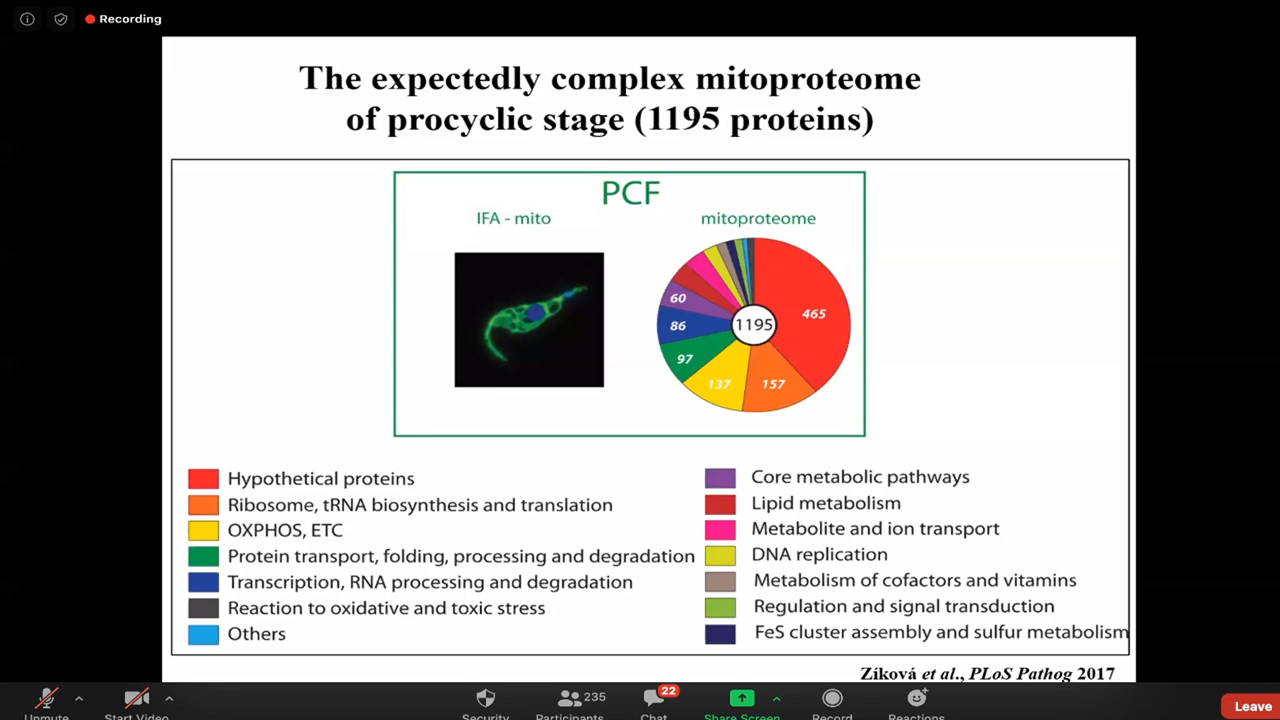 Recording
The expectedly complex mitoproteome
of procyclic stage (1195 proteins)
PCF
IFA - mito
mitoproteome
465
157
137
97
86
60
1195
Hypothetical proteins
Ribosome, tRNA biosynthesis and translation
OXPHOS, ETC
Protein transport, folding, processing and degradation
Transcription, RNA processing and degradation
Reaction to oxidative and toxic stress
Others
Core metabolic pathways
Lipid metabolism
Metabolite and ion transport
DNA replication
Metabolism of cofactors and vitamins
Regulation and signal transduction
FeS cluster assembly and sulfur metabolism
Zíková et al., PLoS Pathog 2017
Unmute
Start Video
Security
235
Participants
22
Chat
Share Screen
Record
Reactions
Leave